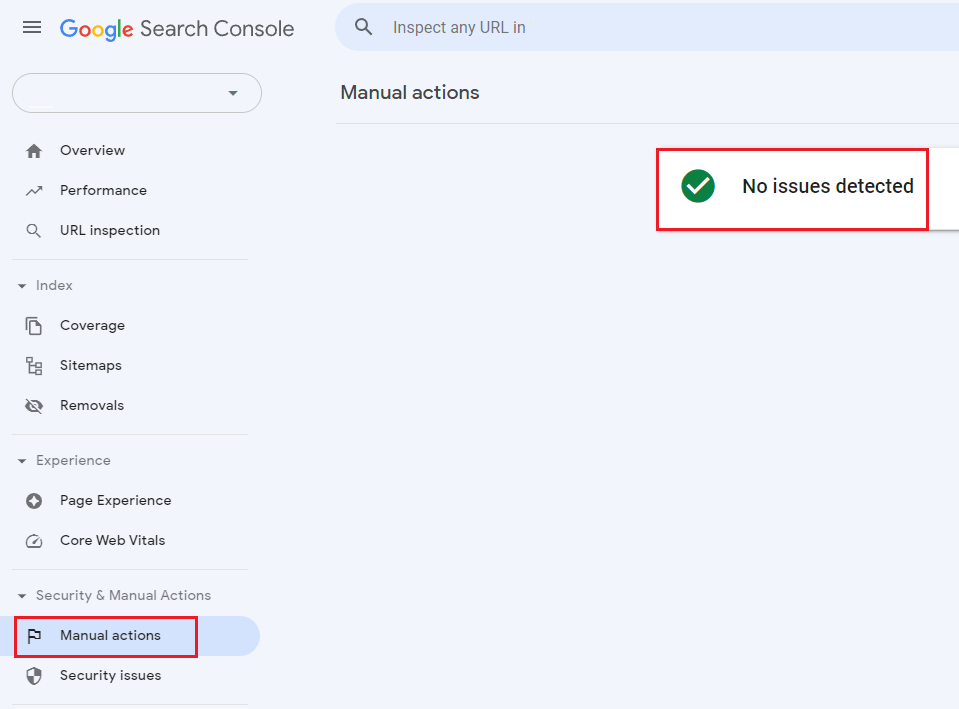 Google Search Console
Inspect any URL in
Manual actions
No issues detected
Overview
Performance
URL inspection
Index
Coverage
Sitemaps
Removals
Experience
Page Experience
Core Web Vitals
Security & Manual Actions
Manual actions
Security issues